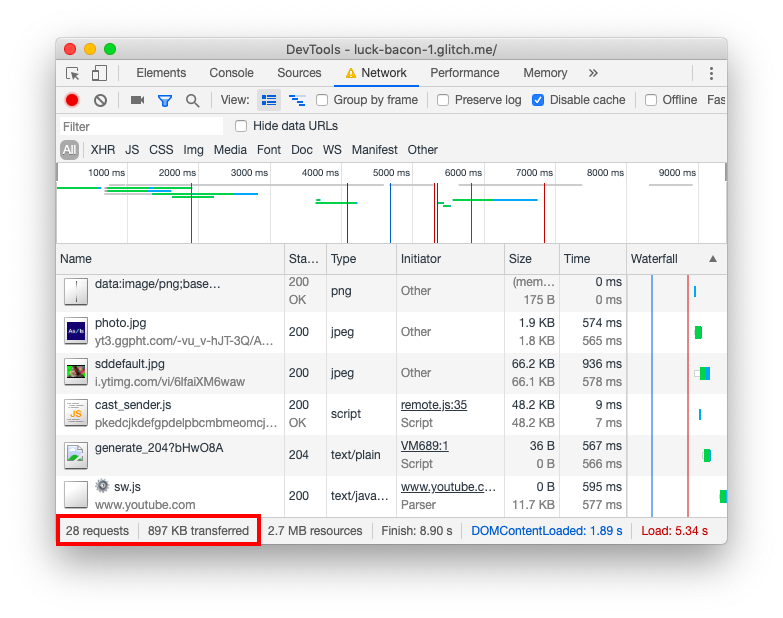 DevTools - luck-bacon-1.glitch.me/
Elements Console Sources Network Performance Memory »
View: Group by frame Preserve log Disable cache Offline Fas
Filter Hide data URLs
All XHR JS CSS Img Media Font Doc WS Manifest Other
1000 ms 2000 ms 3000 ms 4000 ms 5000 ms 6000 ms 7000 ms 8000 ms 9000 ms
Name Sta… Type Initiator Size Time Waterfall
data:image/png;base… 200 OK png Other (mem… 175 B 0 ms 0 ms
photo.jpg 200 jpeg Other 1.9 KB 574 ms
yt3.ggpht.com/-vu_v-hJT-3Q/A… 1.8 KB 565 ms
sddefault.jpg 200 jpeg Other 66.2 KB 936 ms
i.ytimg.com/vi/6lfaiXM6waw 66.1 KB 578 ms
cast_sender.js 200 OK script remote.js:35 48.2 KB 9 ms
pkedcjkdefgpdelpbcmbmeomcj… Script 48.2 KB 7 ms
generate_204?bHwO8A 204 text/plain VM689:1 36 B 567 ms
Script 0 B 566 ms
sw.js 200 text/java… www.youtube.c… 0 B 595 ms
www.youtube.com Parser 11.7 KB 577 ms
28 requests 897 KB transferred 2.7 MB resources Finish: 8.90 s DOMContentLoaded: 1.89 s Load: 5.34 s